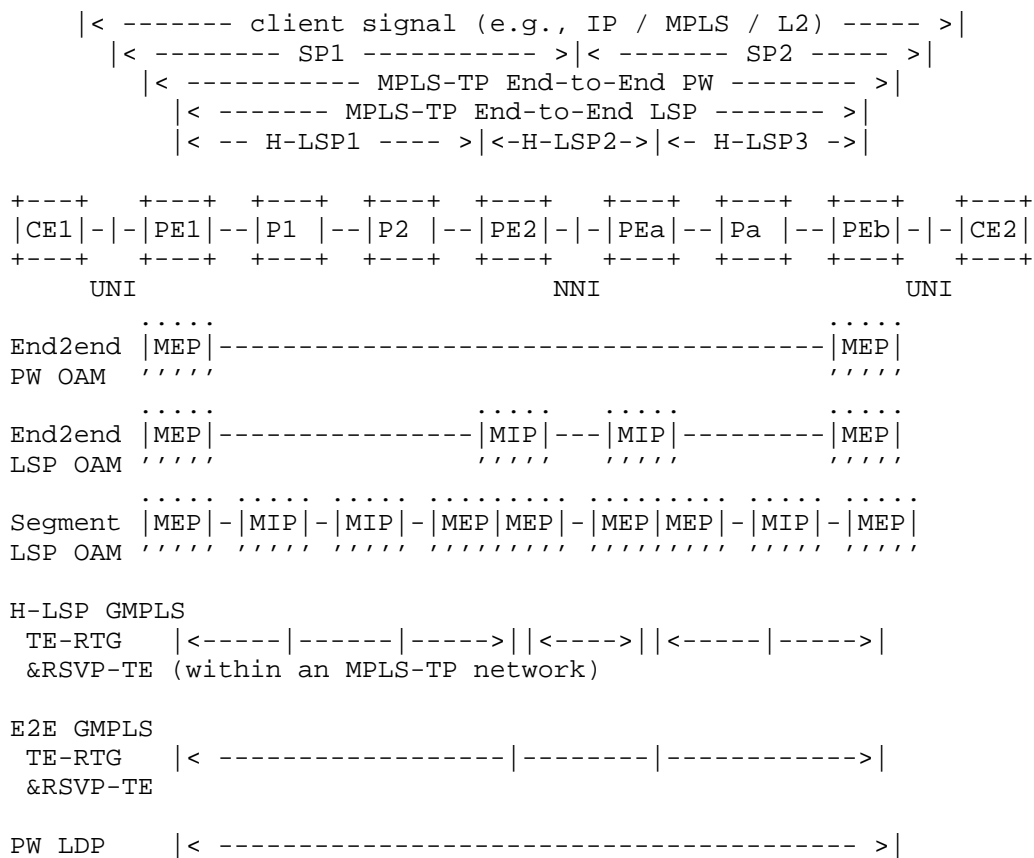 |< ------- client signal (e.g., IP / MPLS / L2) ----- >|
|< -------- SP1 ----------- >|< ------- SP2 ----- >|
|< ----------- MPLS-TP End-to-End PW -------- >|
|< ------- MPLS-TP End-to-End LSP ------- >|
|< -- H-LSP1 ---- >|<-H-LSP2->|<- H-LSP3 ->|
+---+   +---+  +---+  +---+  +---+   +---+  +---+  +---+   +---+
|CE1|-|-|PE1|--|P1 |--|P2 |--|PE2|-|-|PEa|--|Pa |--|PEb|-|-|CE2|
+---+   +---+  +---+  +---+  +---+   +---+  +---+  +---+   +---+
UNI                          NNI                   UNI
.....                                      .....
End2end |MEP|--------------------------------------|MEP|
PW OAM  '''''                                      '''''
.....                .....   .....         .....
End2end |MEP|----------------|MIP|---|MIP|---------|MEP|
LSP OAM '''''                '''''   '''''         '''''
..... ..... ..... ......... ......... ..... .....
Segment |MEP|-|MIP|-|MIP|-|MEP|MEP|-|MEP|MEP|-|MIP|-|MEP|
LSP OAM ''''' ''''' ''''' ''''''''' ''''''''' ''''' '''''
H-LSP GMPLS
TE-RTG    |<-----|------|----->||<---->||<-----|----->|
&RSVP-TE (within an MPLS-TP network)
E2E GMPLS
TE-RTG    |< ------------------|--------|------------>|
&RSVP-TE
PW LDP    |< ---------------------------------------- >|